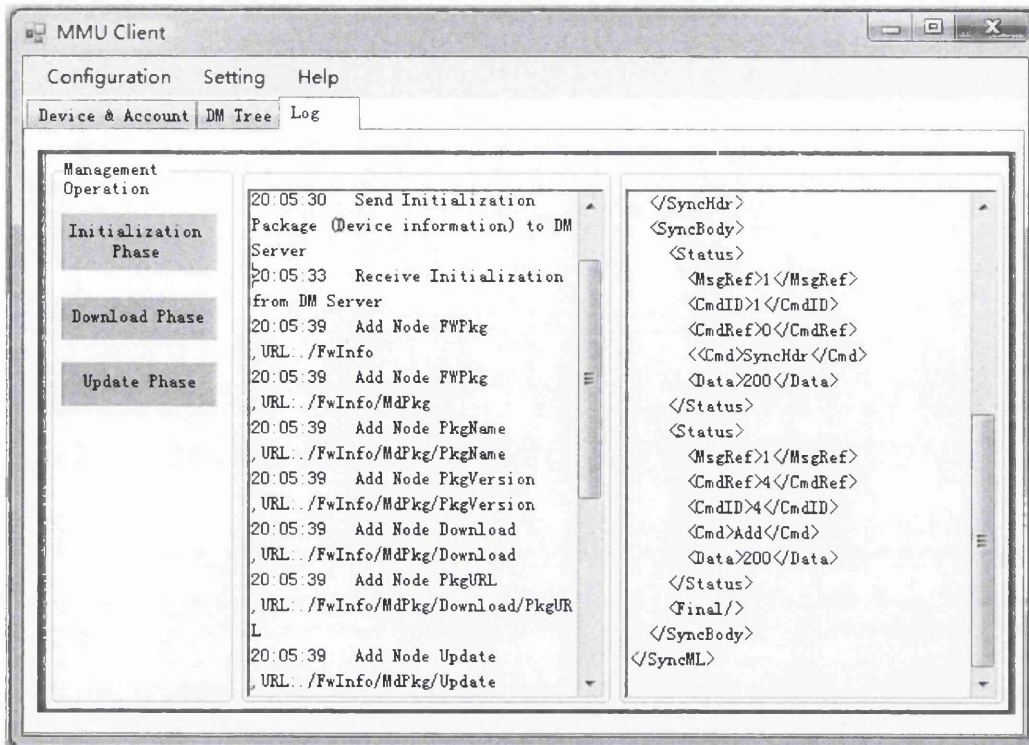 MMU Client
Configuration Setting Help
Device & Account DM Tree Log
Management
Operation
Initialization
Phase
Download Phase
Update Phase
20:05:30 Send Initialization
Package (Device information) to DM
Server
20:05:33 Receive Initialization
from DM Server
20:05:39 Add Node FWPkg
,URL:./FwInfo
20:05:39 Add Node FWPkg
,URL:./FwInfo/MdPkg
20:05:39 Add Node PkgName
,URL:./FwInfo/MdPkg/PkgName
20:05:39 Add Node PkgVersion
,URL:./FwInfo/MdPkg/PkgVersion
20:05:39 Add Node Download
,URL:./FwInfo/MdPkg/Download
20:05:39 Add Node PkgURL
,URL:./FwInfo/MdPkg/Download/PkgUR
L
20:05:39 Add Node Update
,URL:./FwInfo/MdPkg/Update
</SyncHdr>
<SyncBody>
<Status>
<MsgRef>1</MsgRef>
<CmdID>1</CmdID>
<CmdRef>0</CmdRef>
<<Cmd>SyncHdr</Cmd>
<Data>200</Data>
</Status>
<Status>
<MsgRef>1</MsgRef>
<CmdRef>4</CmdRef>
<CmdID>4</CmdID>
<Cmd>Add</Cmd>
<Data>200</Data>
</Status>
<Final/>
</SyncBody>
</SyncML>